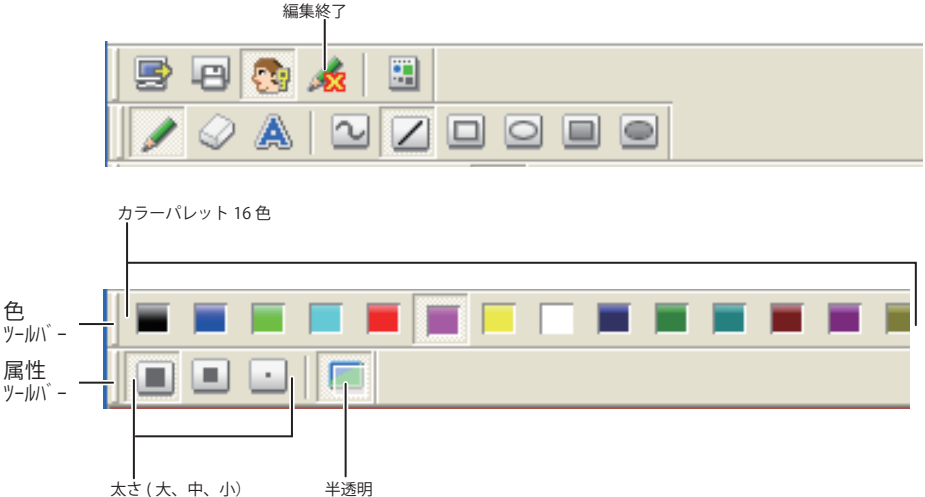 編集終了
カラーパレット 16 色
色
ﾂｰﾙﾊﾞｰ
属性
ﾂｰﾙﾊﾞｰ
太さ ( 大、中、小）
半透明